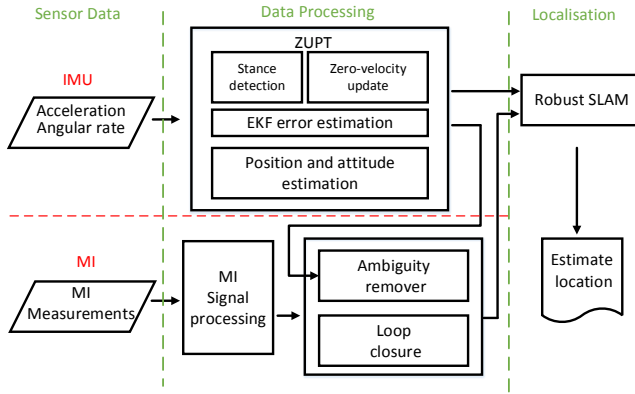 Sensor Data
Data Processing
Localisation
ZUPT
IMU
Acceleration
Angular rate
Stance
detection
Zero-velocity
update
EKF error estimation
Position and attitude
estimation
Robust SLAM
MI
MI
Measurements
MI
Signal
processing
Ambiguity
remover
Loop
closure
Estimate
location